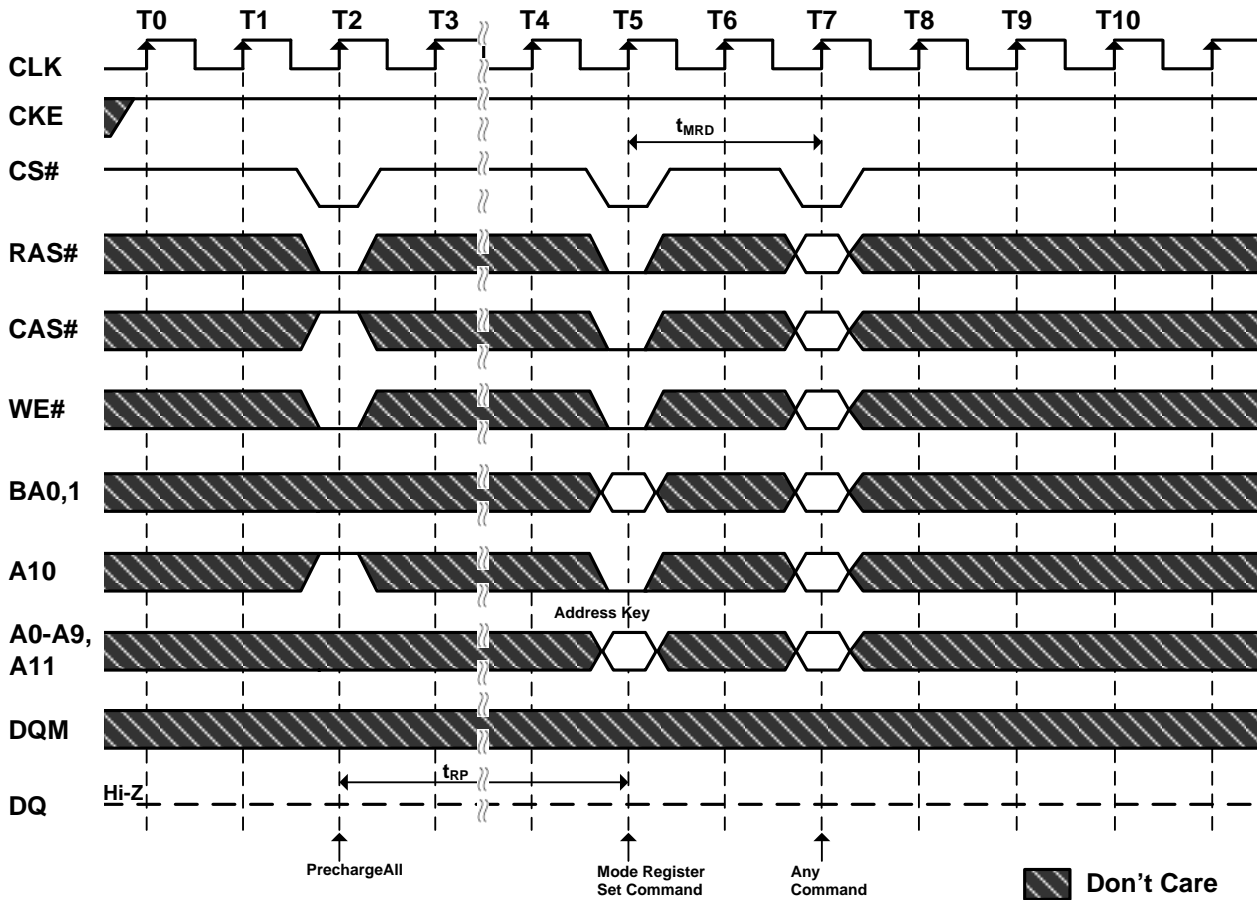 T0 T1 T2 T3 T4 T5 T6 T7 T8 T9 T10
CLK
CKE
tMRD
CS#
RAS#
CAS#
WE#
BA0,1
A10
Address Key
A0-A9,
A11
DQM
tRP
Hi-Z
DQ
PrechargeAll
Mode Register
Set Command
Any
Command
Don't Care